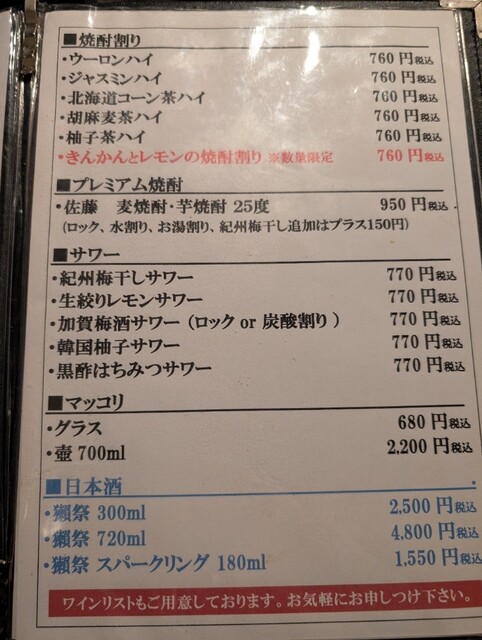 ■焼酎割り
・ウーロンハイ 760円税込
・ジャスミンハイ 760円税込
・北海道コーン茶ハイ 760円税込
・胡麻麦茶ハイ 760円税込
・柚子茶ハイ 760円税込
・きんかんとレモンの焼酎割り ※数量限定 760円税込
■プレミアム焼酎
・佐藤 麦焼酎・芋焼酎 25度 950円税込
(ロック、水割り、お湯割り、紀州梅干し追加はプラス150円)
■サワー
・紀州梅干しサワー 770円税込
・生絞りレモンサワー 770円税込
・加賀梅酒サワー(ロック or 炭酸割り) 770円税込
・韓国柚子サワー 770円税込
・黒酢はちみつサワー 770円税込
■マッコリ
・グラス 680円税込
・壺700ml 2,200円税込
■日本酒
・獺祭 300ml 2,500円税込
・獺祭 720ml 4,800円税込
・獺祭 スパークリング 180ml 1,550円税込
ワインリストもご用意しております。お気軽にお申しつけ下さい。